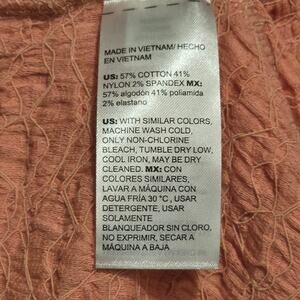 MADE IN VIETNAM/ HECHO
EN VIETNAM
US: 57% COTTON 41%
NYLON 2% SPANDEX MX:
57% algodón 41% poliamida
2% elastano
US: WITH SIMILAR COLORS,
MACHINE WASH COLD,
ONLY NON-CHLORINE
BLEACH, TUMBLE DRY LOW,
COOL IRON, MAY BE DRY
CLEANED. MX: CON
COLORES SIMILARES,
LAVAR A MÁQUINA CON
AGUA FRÍA 30 °C , USAR
DETERGENTE, USAR
SOLAMENTE
BLANQUEADOR SIN CLORO,
NO EXPRIMIR, SECAR A
MÁQUINA A BAJA